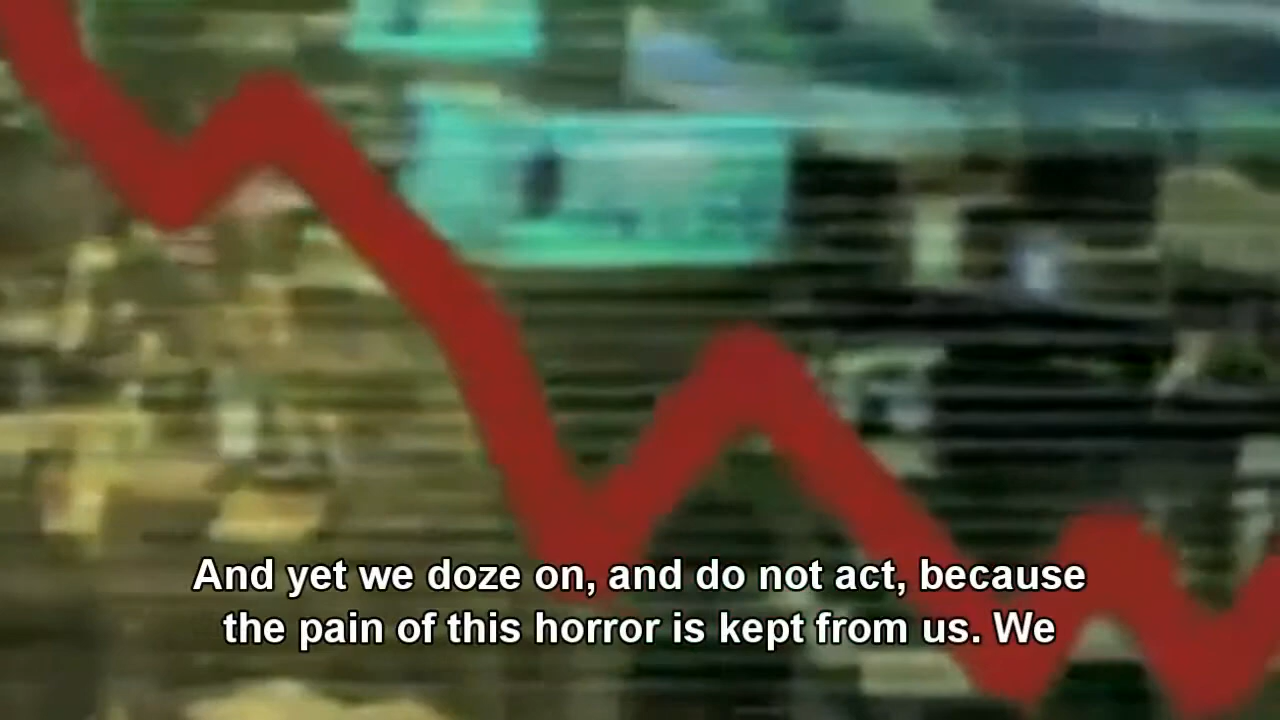 And yet we doze on, and do not act, because
the pain of this horror is kept from us. We